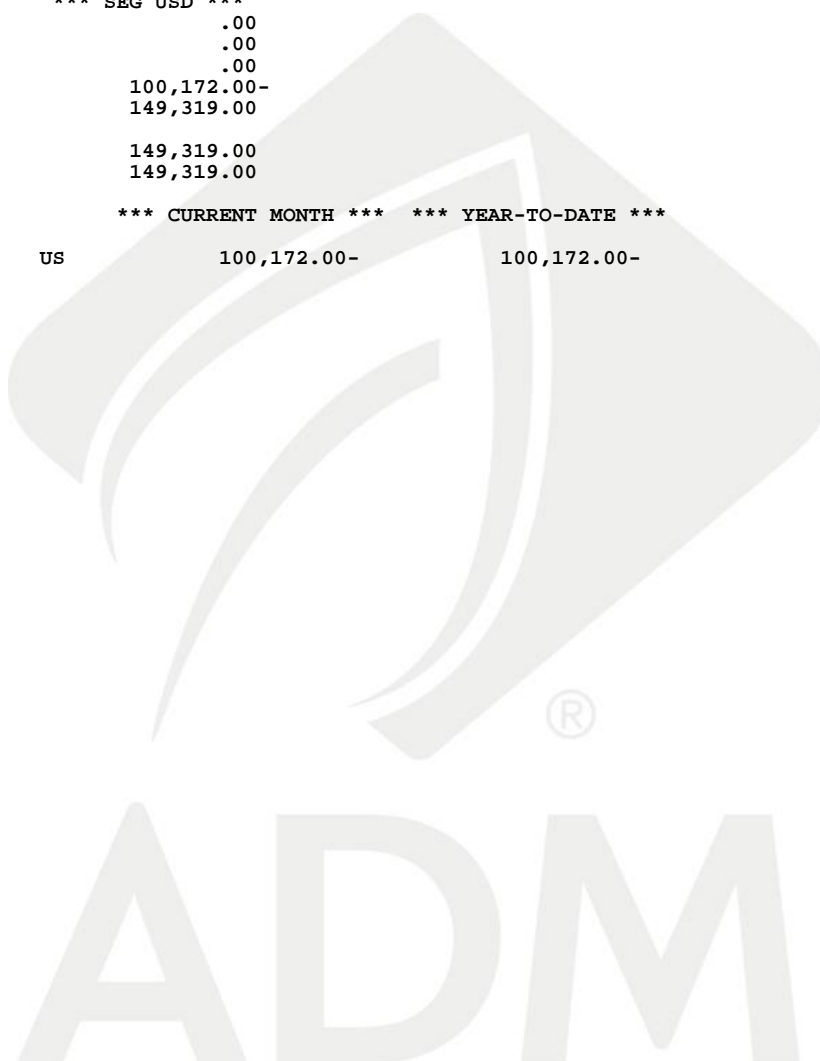 *** SEG USD ***
.00
.00
.00
100,172.00-
149,319.00
149,319.00
149,319.00
*** CURRENT MONTH *** *** YEAR-TO-DATE ***
US 100,172.00- 100,172.00-
®
ADM